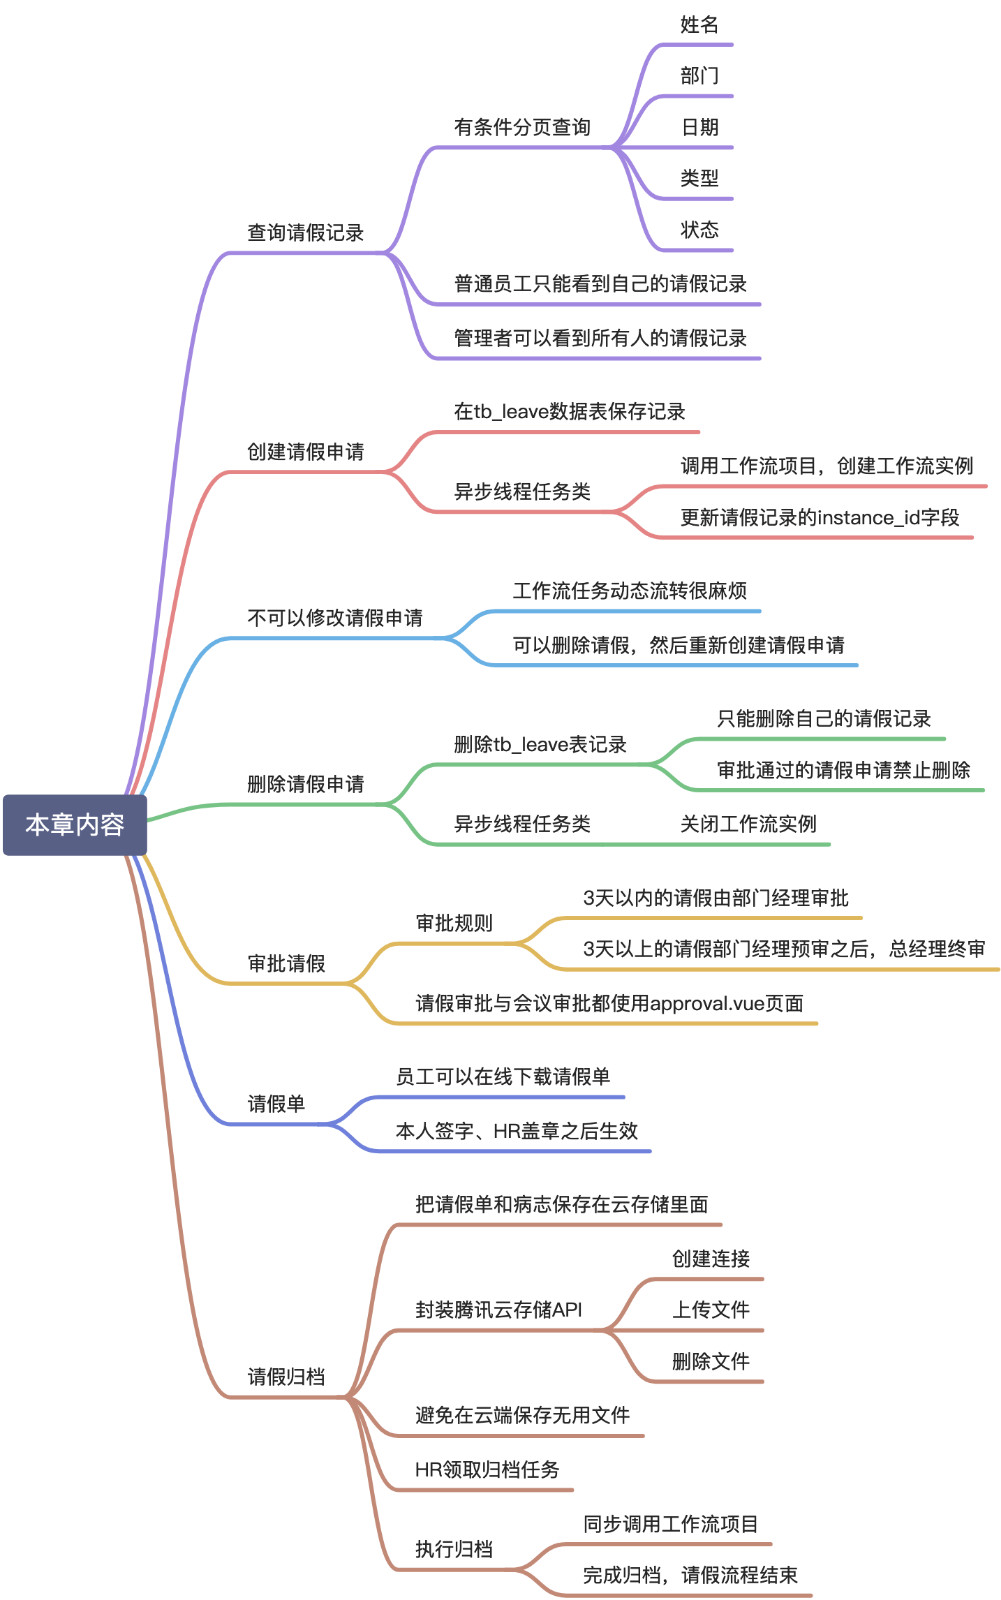 本章内容
查询请假记录
有条件分页查询
姓名
部门
日期
类型
状态
普通员工只能看到自己的请假记录
管理者可以看到所有人的请假记录
创建请假申请
在tb_leave数据表保存记录
异步线程任务类
调用工作流项目，创建工作流实例
更新请假记录的instance_id字段
不可以修改请假申请
工作流任务动态流转很麻烦
可以删除请假，然后重新创建请假申请
删除请假申请
删除tb_leave表记录
只能删除自己的请假记录
审批通过的请假申请禁止删除
异步线程任务类
关闭工作流实例
审批请假
审批规则
3天以内的请假由部门经理审批
3天以上的请假部门经理预审之后，总经理终审
请假审批与会议审批都使用approval.vue页面
请假单
员工可以在线下载请假单
本人签字、HR盖章之后生效
请假归档
把请假单和病志保存在云存储里面
封装腾讯云存储API
创建连接
上传文件
删除文件
避免在云端保存无用文件
HR领取归档任务
执行归档
同步调用工作流项目
完成归档，请假流程结束